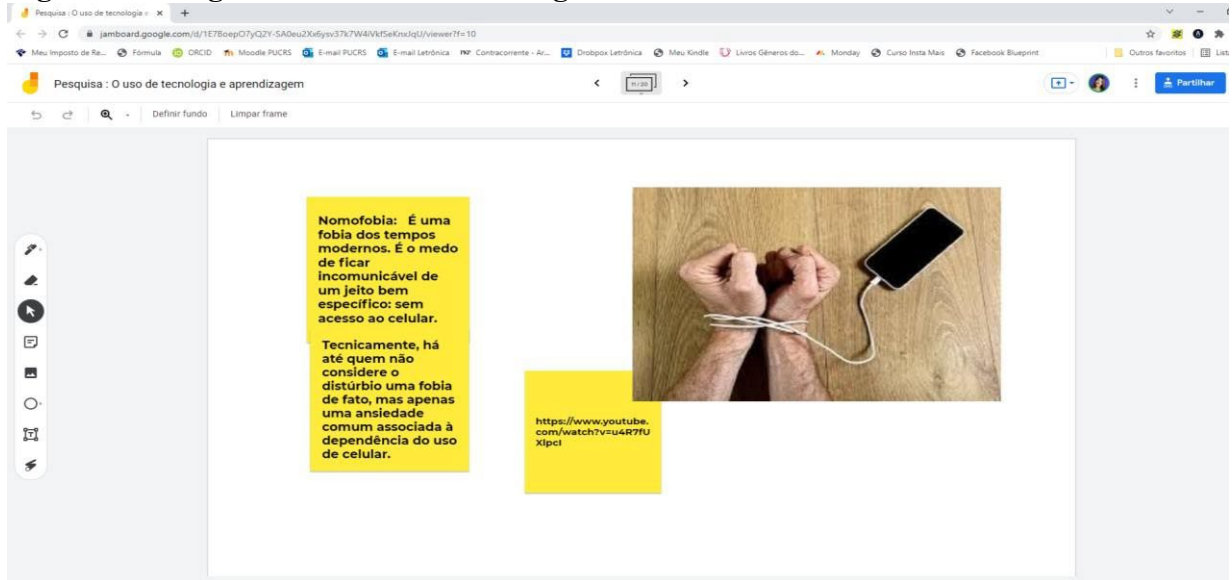 Pesquisa : O uso de tecnologia e
jamboard.google.com/d/1E7BoepO7yQ2Y-SA0eu2Xx6ysv37k7W4iVkfSeKnxJqU/viewer?f=10
Meu Imposto de Re... Fórmula ORCID Moodle PUCRS E-mail PUCRS E-mail Letrônica Contracorrente - Ar... Drobpox Letrônica Meu Kindle Livros Gêneros do... Monday Curso Insta Mais Facebook Blueprint Outros favoritos
Pesquisa : O uso de tecnologia e aprendizagem
Partilhar
Definir fundo Limpar frame
Nomofobia: É uma
fobia dos tempos
modernos. É o medo
de ficar
incomunicável de
um jeito bem
específico: sem
acesso ao celular.
Tecnicamente, há
até quem não
considere o
distúrbio uma fobia
de fato, mas apenas
uma ansiedade
comum associada à
dependência do uso
de celular.
https://www.youtube.
com/watch?v=u4R7fU
XlpcI